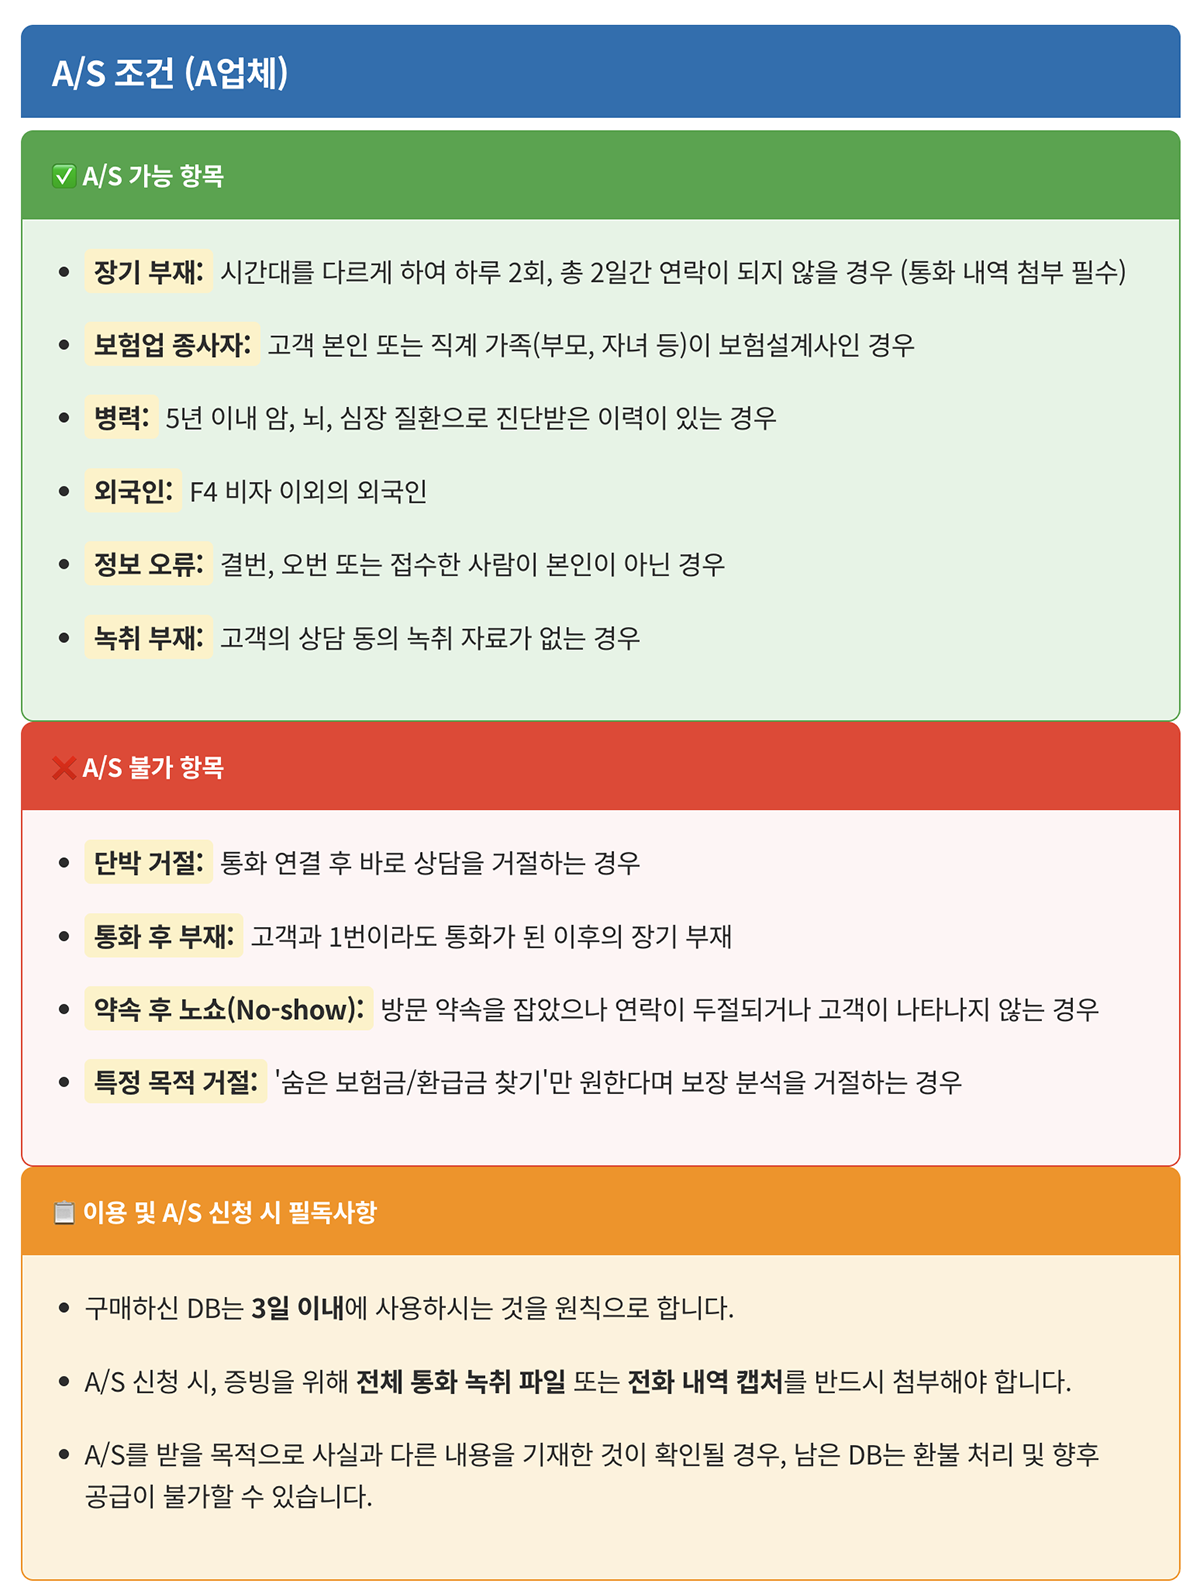 A/S 조건 (A업체)
✅ A/S 가능 항목
• 장기 부재: 시간대를 다르게 하여 하루 2회, 총 2일간 연락이 되지 않을 경우 (통화 내역 첨부 필수)
• 보험업 종사자: 고객 본인 또는 직계 가족(부모, 자녀 등)이 보험설계사인 경우
• 병력: 5년 이내 암, 뇌, 심장 질환으로 진단받은 이력이 있는 경우
• 외국인: F4 비자 이외의 외국인
• 정보 오류: 결번, 오번 또는 접수한 사람이 본인이 아닌 경우
• 녹취 부재: 고객의 상담 동의 녹취 자료가 없는 경우
❌ A/S 불가 항목
• 단박 거절: 통화 연결 후 바로 상담을 거절하는 경우
• 통화 후 부재: 고객과 1번이라도 통화가 된 이후의 장기 부재
• 약속 후 노쇼(No-show): 방문 약속을 잡았으나 연락이 두절되거나 고객이 나타나지 않는 경우
• 특정 목적 거절: '숨은 보험금/환급금 찾기'만 원한다며 보장 분석을 거절하는 경우
📋 이용 및 A/S 신청 시 필독사항
• 구매하신 DB는 3일 이내에 사용하시는 것을 원칙으로 합니다.
• A/S 신청 시, 증빙을 위해 전체 통화 녹취 파일 또는 전화 내역 캡처를 반드시 첨부해야 합니다.
• A/S를 받을 목적으로 사실과 다른 내용을 기재한 것이 확인될 경우, 남은 DB는 환불 처리 및 향후
공급이 불가할 수 있습니다.